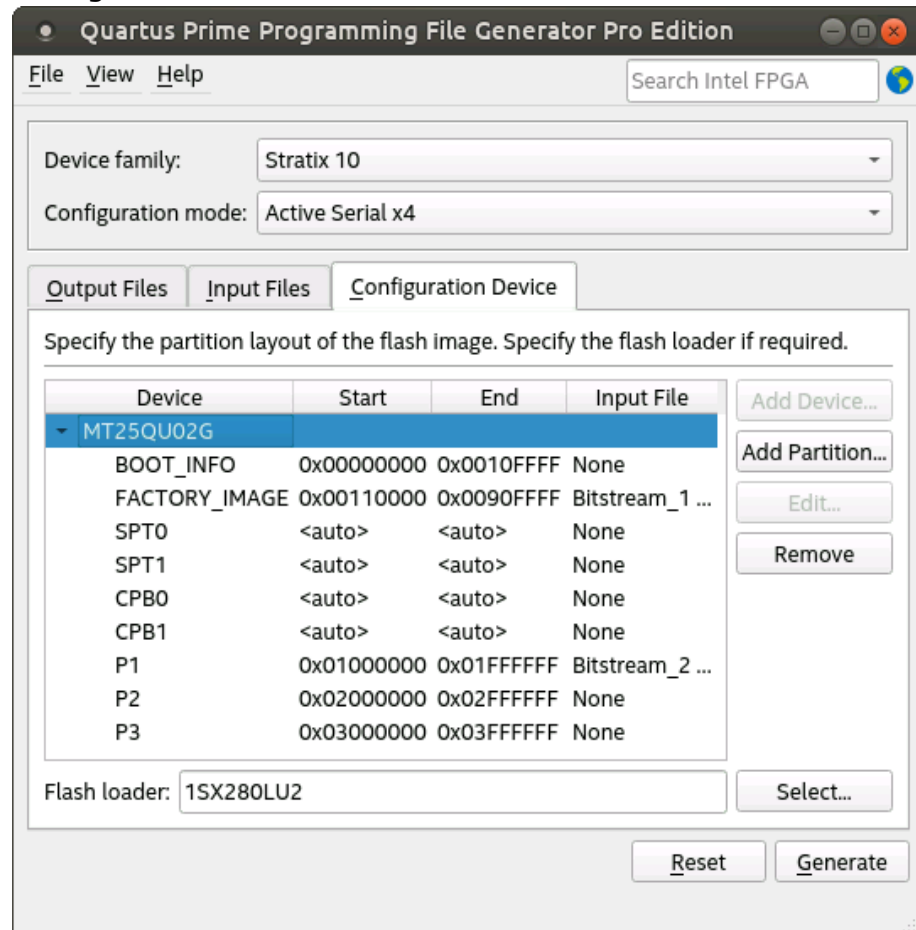 Quartus Prime Programming File Generator Pro Edition
File View Help Search Intel FPGA
Device family: Stratix 10
Configuration mode: Active Serial x4
Output Files Input Files Configuration Device
Specify the partition layout of the flash image. Specify the flash loader if required.
Device Start End Input File Add Device...
MT25QU02G
Add Partition...
BOOT_INFO 0x00000000 0x0010FFFF None
FACTORY_IMAGE 0x00110000 0x0090FFFF Bitstream_1 ... Edit...
SPT0 <auto> <auto> None
SPT1 <auto> <auto> None Remove
CPB0 <auto> <auto> None
CPB1 <auto> <auto> None
P1 0x01000000 0x01FFFFFF Bitstream_2 ...
P2 0x02000000 0x02FFFFFF None
P3 0x03000000 0x03FFFFFF None
Flash loader: 1SX280LU2 Select...
Reset Generate